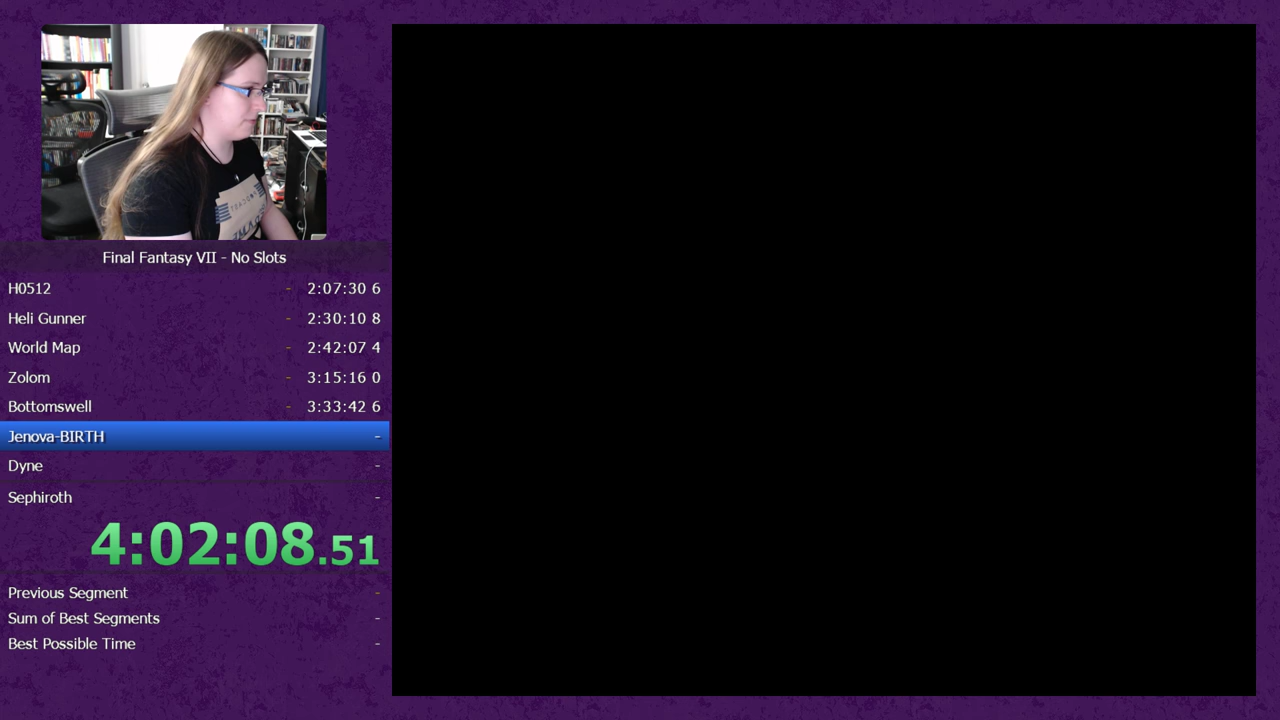 Final Fantasy VII - No Slots
H0512 - 2:07:30 6
Heli Gunner - 2:30:10 8
World Map - 2:42:07 4
Zolom - 3:15:16 0
Bottomswell - 3:33:42 6
Jenova-BIRTH -
Dyne -
Sephiroth -
4:02:08.51
Previous Segment -
Sum of Best Segments -
Best Possible Time -